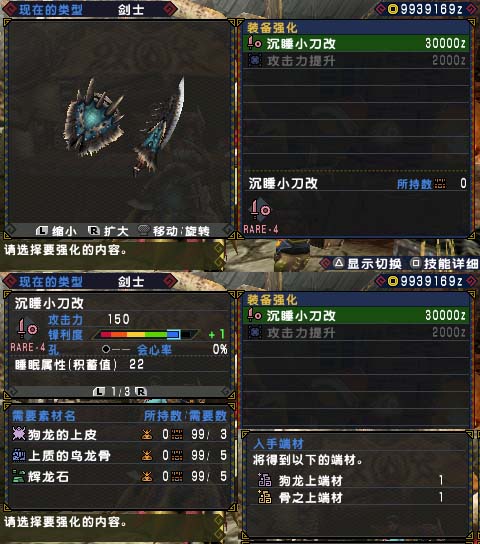 现在的类型 剑士
9939169z
装备强化
沉睡小刀改 30000z
攻击力提升 2000z
沉睡小刀改 所持数 0
RARE-4
L 缩小 R 扩大 移动/旋转
请选择要强化的内容。
△显示切换 □技能详细
现在的类型 剑士
9939169z
沉睡小刀改
攻击力 150
锋利度 +1
RARE-4
孔 ○-- 会心率 0%
睡眠属性(积蓄值) 22
L 1/3 R
需要素材名 所持数/需要数
狗龙的上皮 0 99/ 3
上质的鸟龙骨 0 99/ 5
辉龙石 0 99/ 5
请选择要强化的内容。
装备强化
沉睡小刀改 30000z
攻击力提升 2000z
入手端材
将得到以下的端材。
狗龙上端材 1
骨之上端材 1